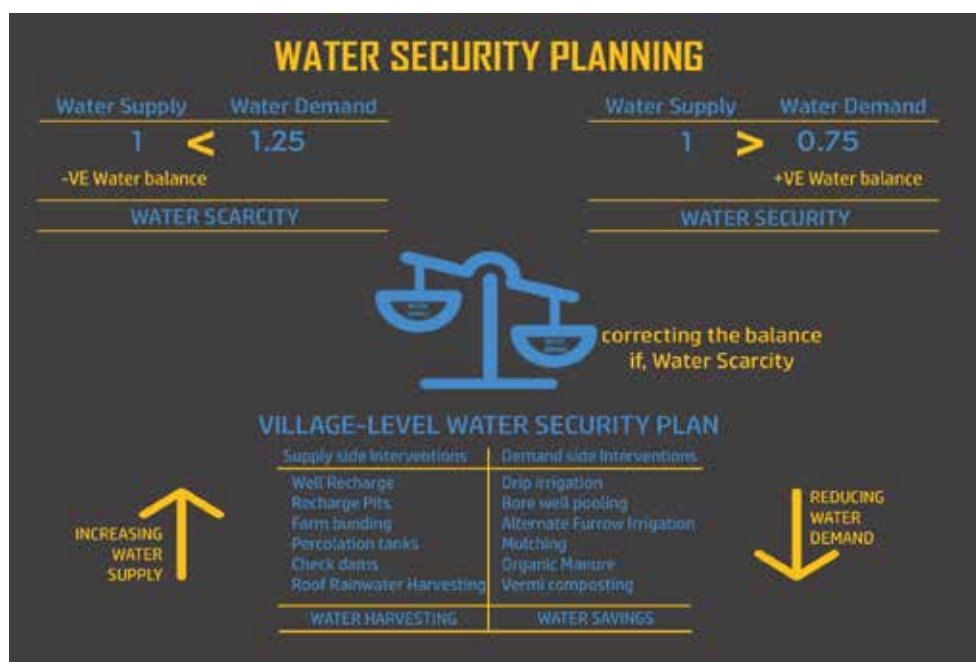 WATER SECURITY PLANNING
Water Supply Water Demand
1 < 1.25
-VE Water balance
WATER SCARCITY
Water Supply Water Demand
1 > 0.75
+VE Water balance
WATER SECURITY
correcting the balance
if, Water Scarcity
VILLAGE-LEVEL WATER SECURITY PLAN
Supply side Interventions
Well Recharge
Recharge Pits
Farm bunding
Percolation tanks
Check dams
Roof Rainwater Harvesting
WATER HARVESTING
Demand side Interventions
Drip irrigation
Bore well pooling
Alternate Furrow Irrigation
Mulching
Organic Manure
Vermi composting
WATER SAVINGS
INCREASING
WATER
SUPPLY
REDUCING
WATER
DEMAND